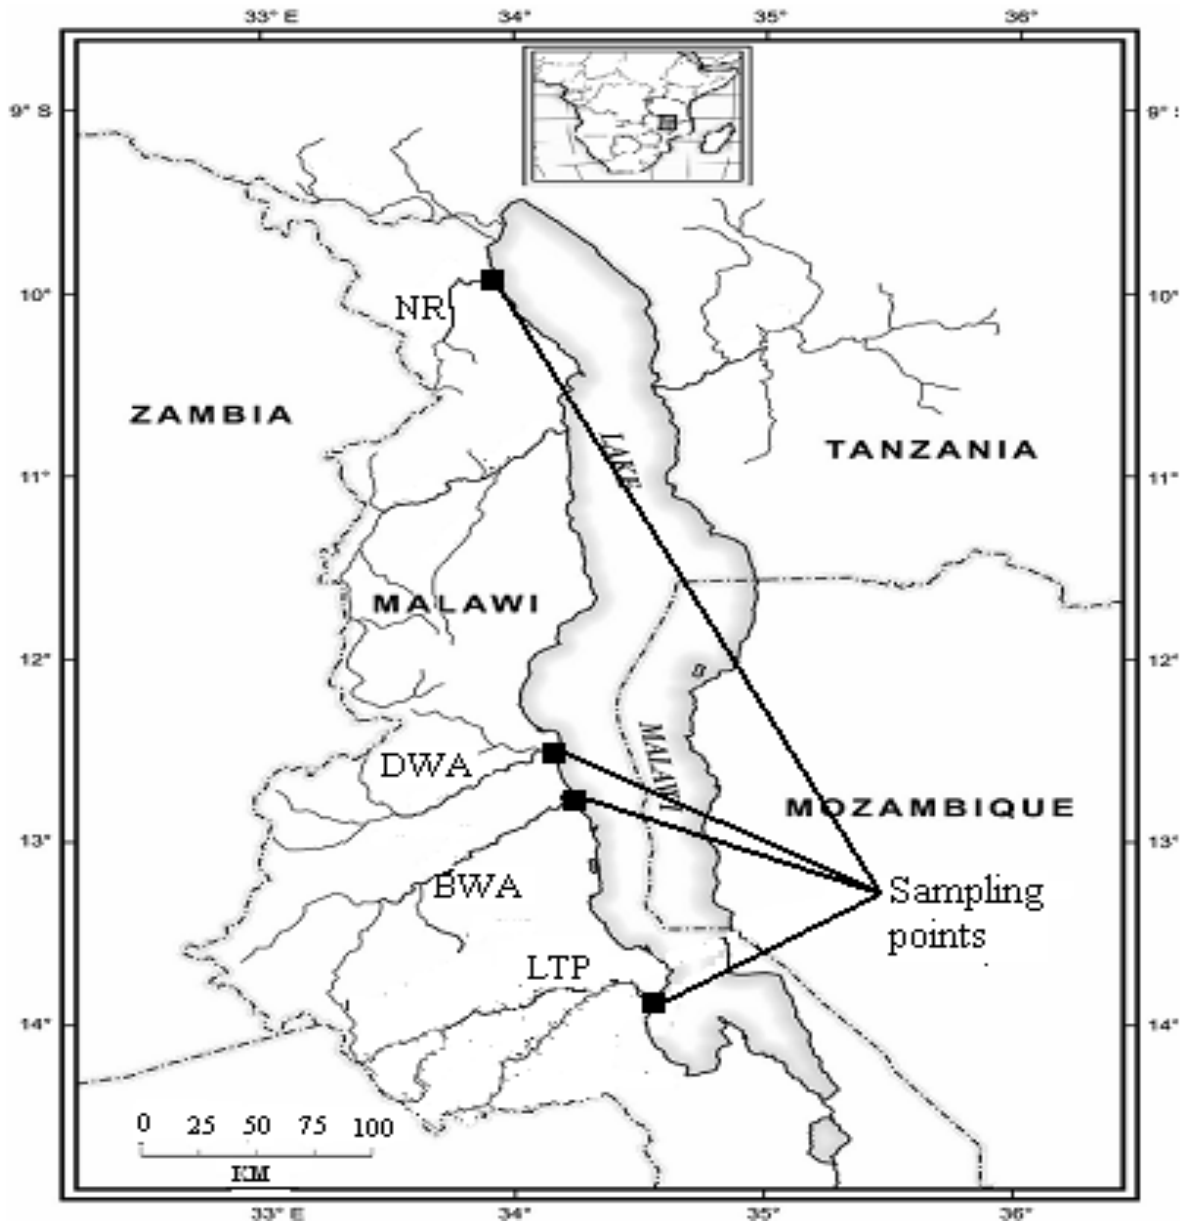 33° E
34°
35°
36°
9° S
9° S
10°
10°
NR
ZAMBIA
TANZANIA
LAKE
11°
11°
MALAWI
12°
12°
MALAWI
DWA
MOZAMBIQUE
13°
13°
BWA
Sampling
points
LTP
14°
14°
0 25 50 75 100
KM
33° E
34°
35°
36°